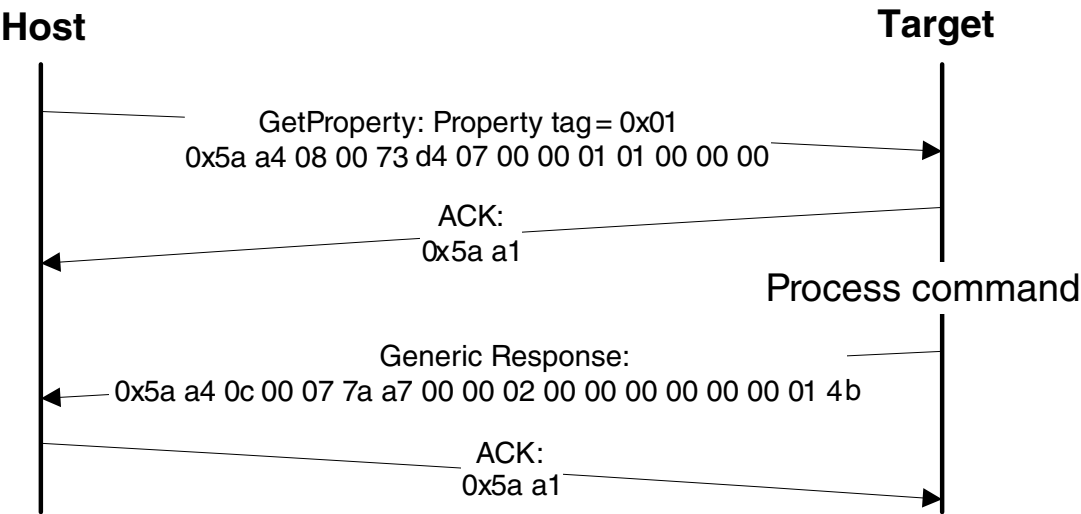 Host
Target
GetProperty: Property tag = 0x01
0x5a a4 08 00 73 d4 07 00 00 01 01 00 00 00
ACK:
0x5a a1
Process command
Generic Response:
0x5a a4 0c 00 07 7a a7 00 00 02 00 00 00 00 00 00 01 4b
ACK:
0x5a a1